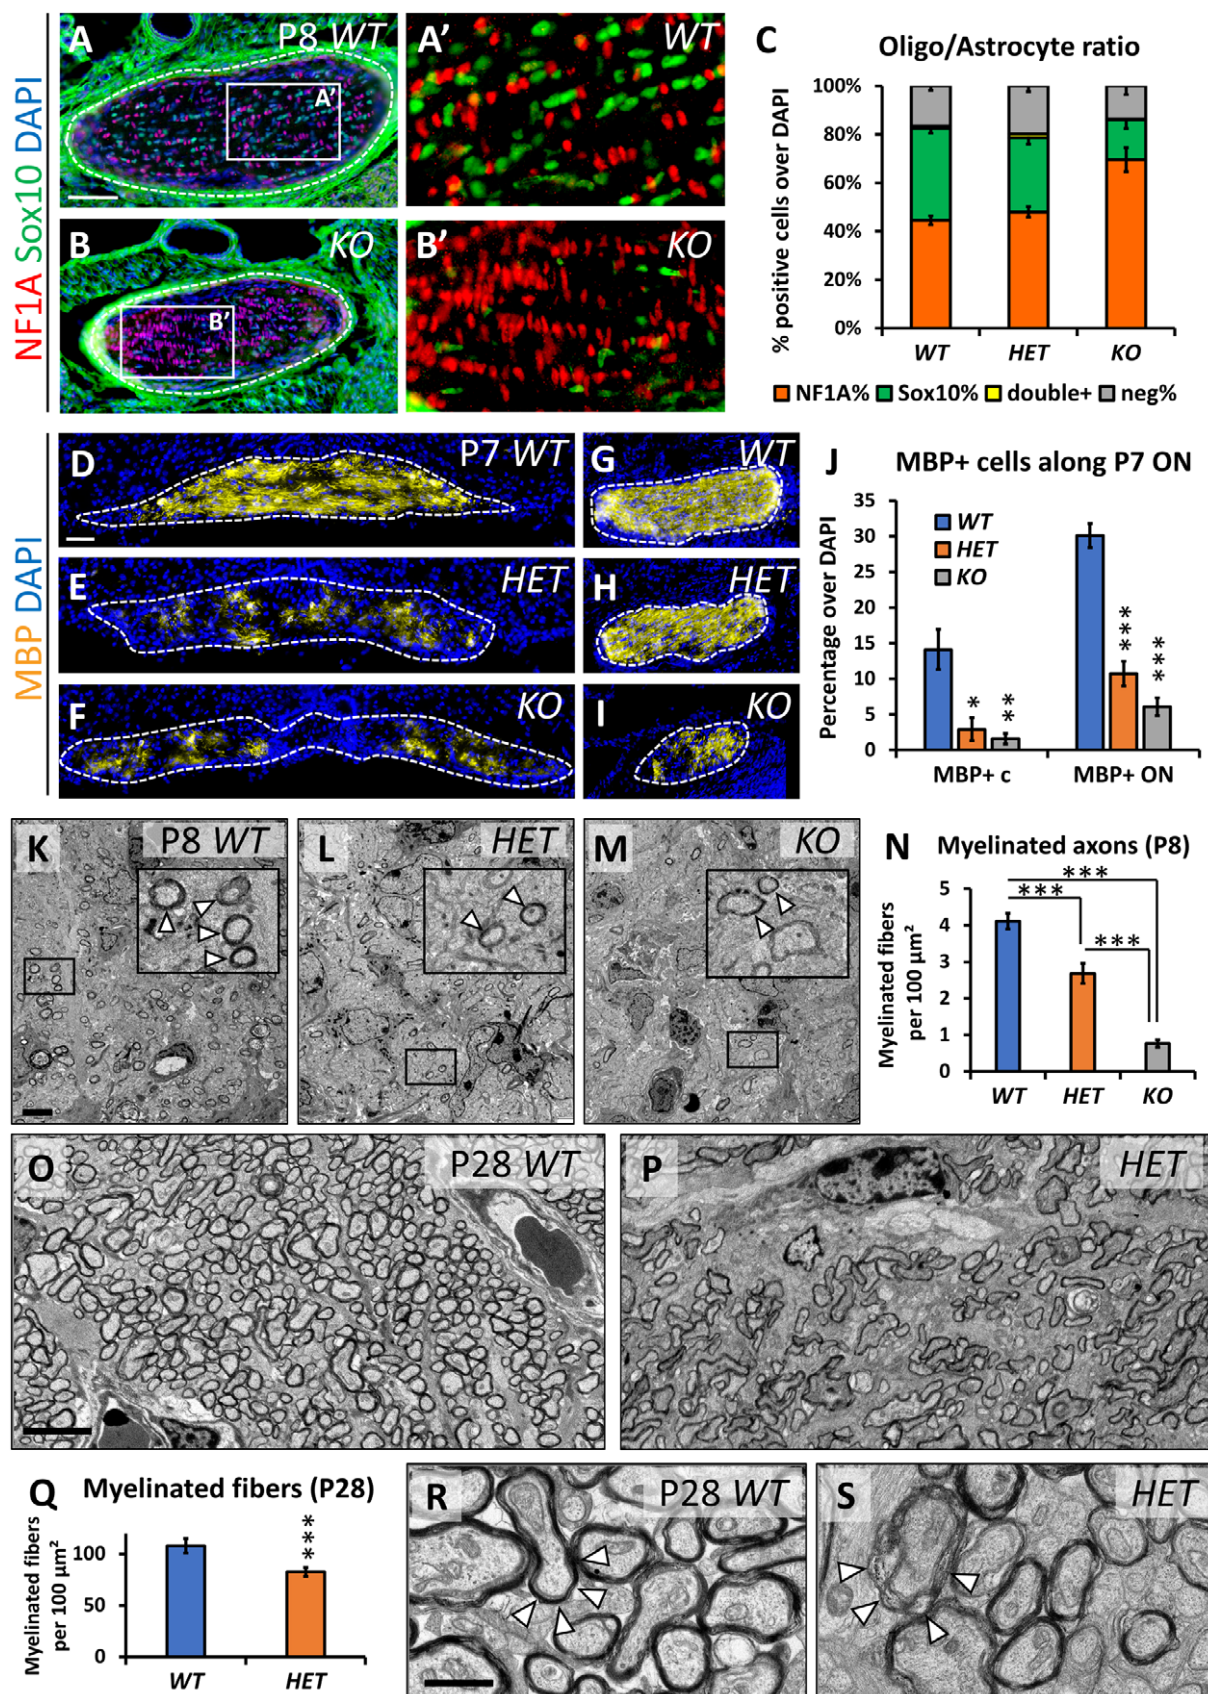 NF1A Sox10 DAPI
A
P8 WT
A'
A'
WT
B
KO
B'
B'
KO
C
Oligo/Astrocyte ratio
% positive cells over DAPI
100%
80%
60%
40%
20%
0%
WT
HET
KO
NF1A%
Sox10%
double+
neg%
MBP DAPI
D
P7 WT
E
HET
F
KO
G
WT
H
HET
I
KO
J
MBP+ cells along P7 ON
Percentage over DAPI
35
30
25
20
15
10
5
0
WT
HET
KO
*
**
***
***
MBP+ c
MBP+ ON
K
P8 WT
L
HET
M
KO
N
Myelinated axons (P8)
Myelinated fibers
per 100 µm²
5
4
3
2
1
0
***
***
***
WT
HET
KO
O
P28 WT
P
HET
Q
Myelinated fibers (P28)
Myelinated fibers
per 100 µm²
100
50
0
***
WT
HET
R
P28 WT
S
HET